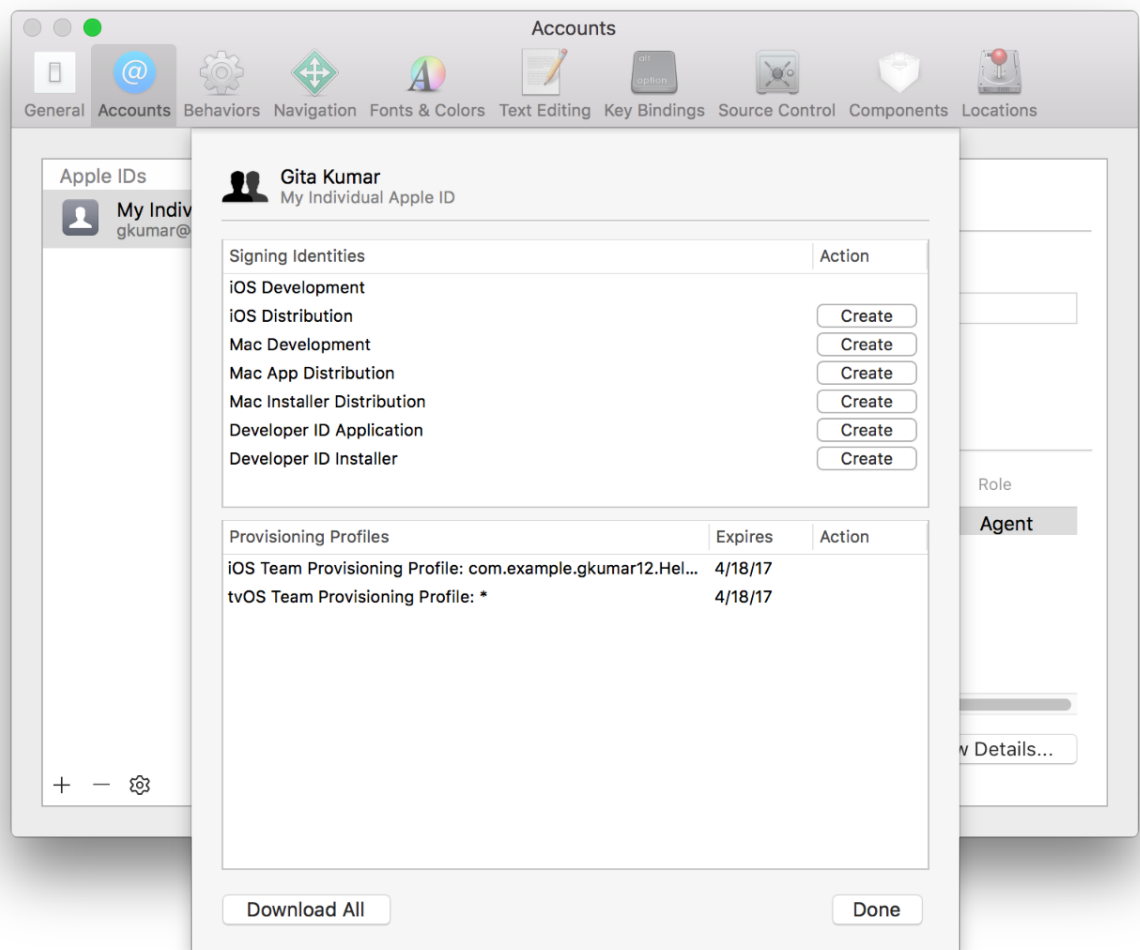 Accounts
General Accounts Behaviors Navigation Fonts & Colors Text Editing Key Bindings Source Control Components Locations
alt
option
Apple IDs
My Indiv
gkumar@
Gita Kumar
My Individual Apple ID
Signing Identities Action
iOS Development
iOS Distribution Create
Mac Development Create
Mac App Distribution Create
Mac Installer Distribution Create
Developer ID Application Create
Developer ID Installer Create
Role
Agent
Provisioning Profiles Expires Action
iOS Team Provisioning Profile: com.example.gkumar12.Hel... 4/18/17
tvOS Team Provisioning Profile: * 4/18/17
w Details...
Download All Done